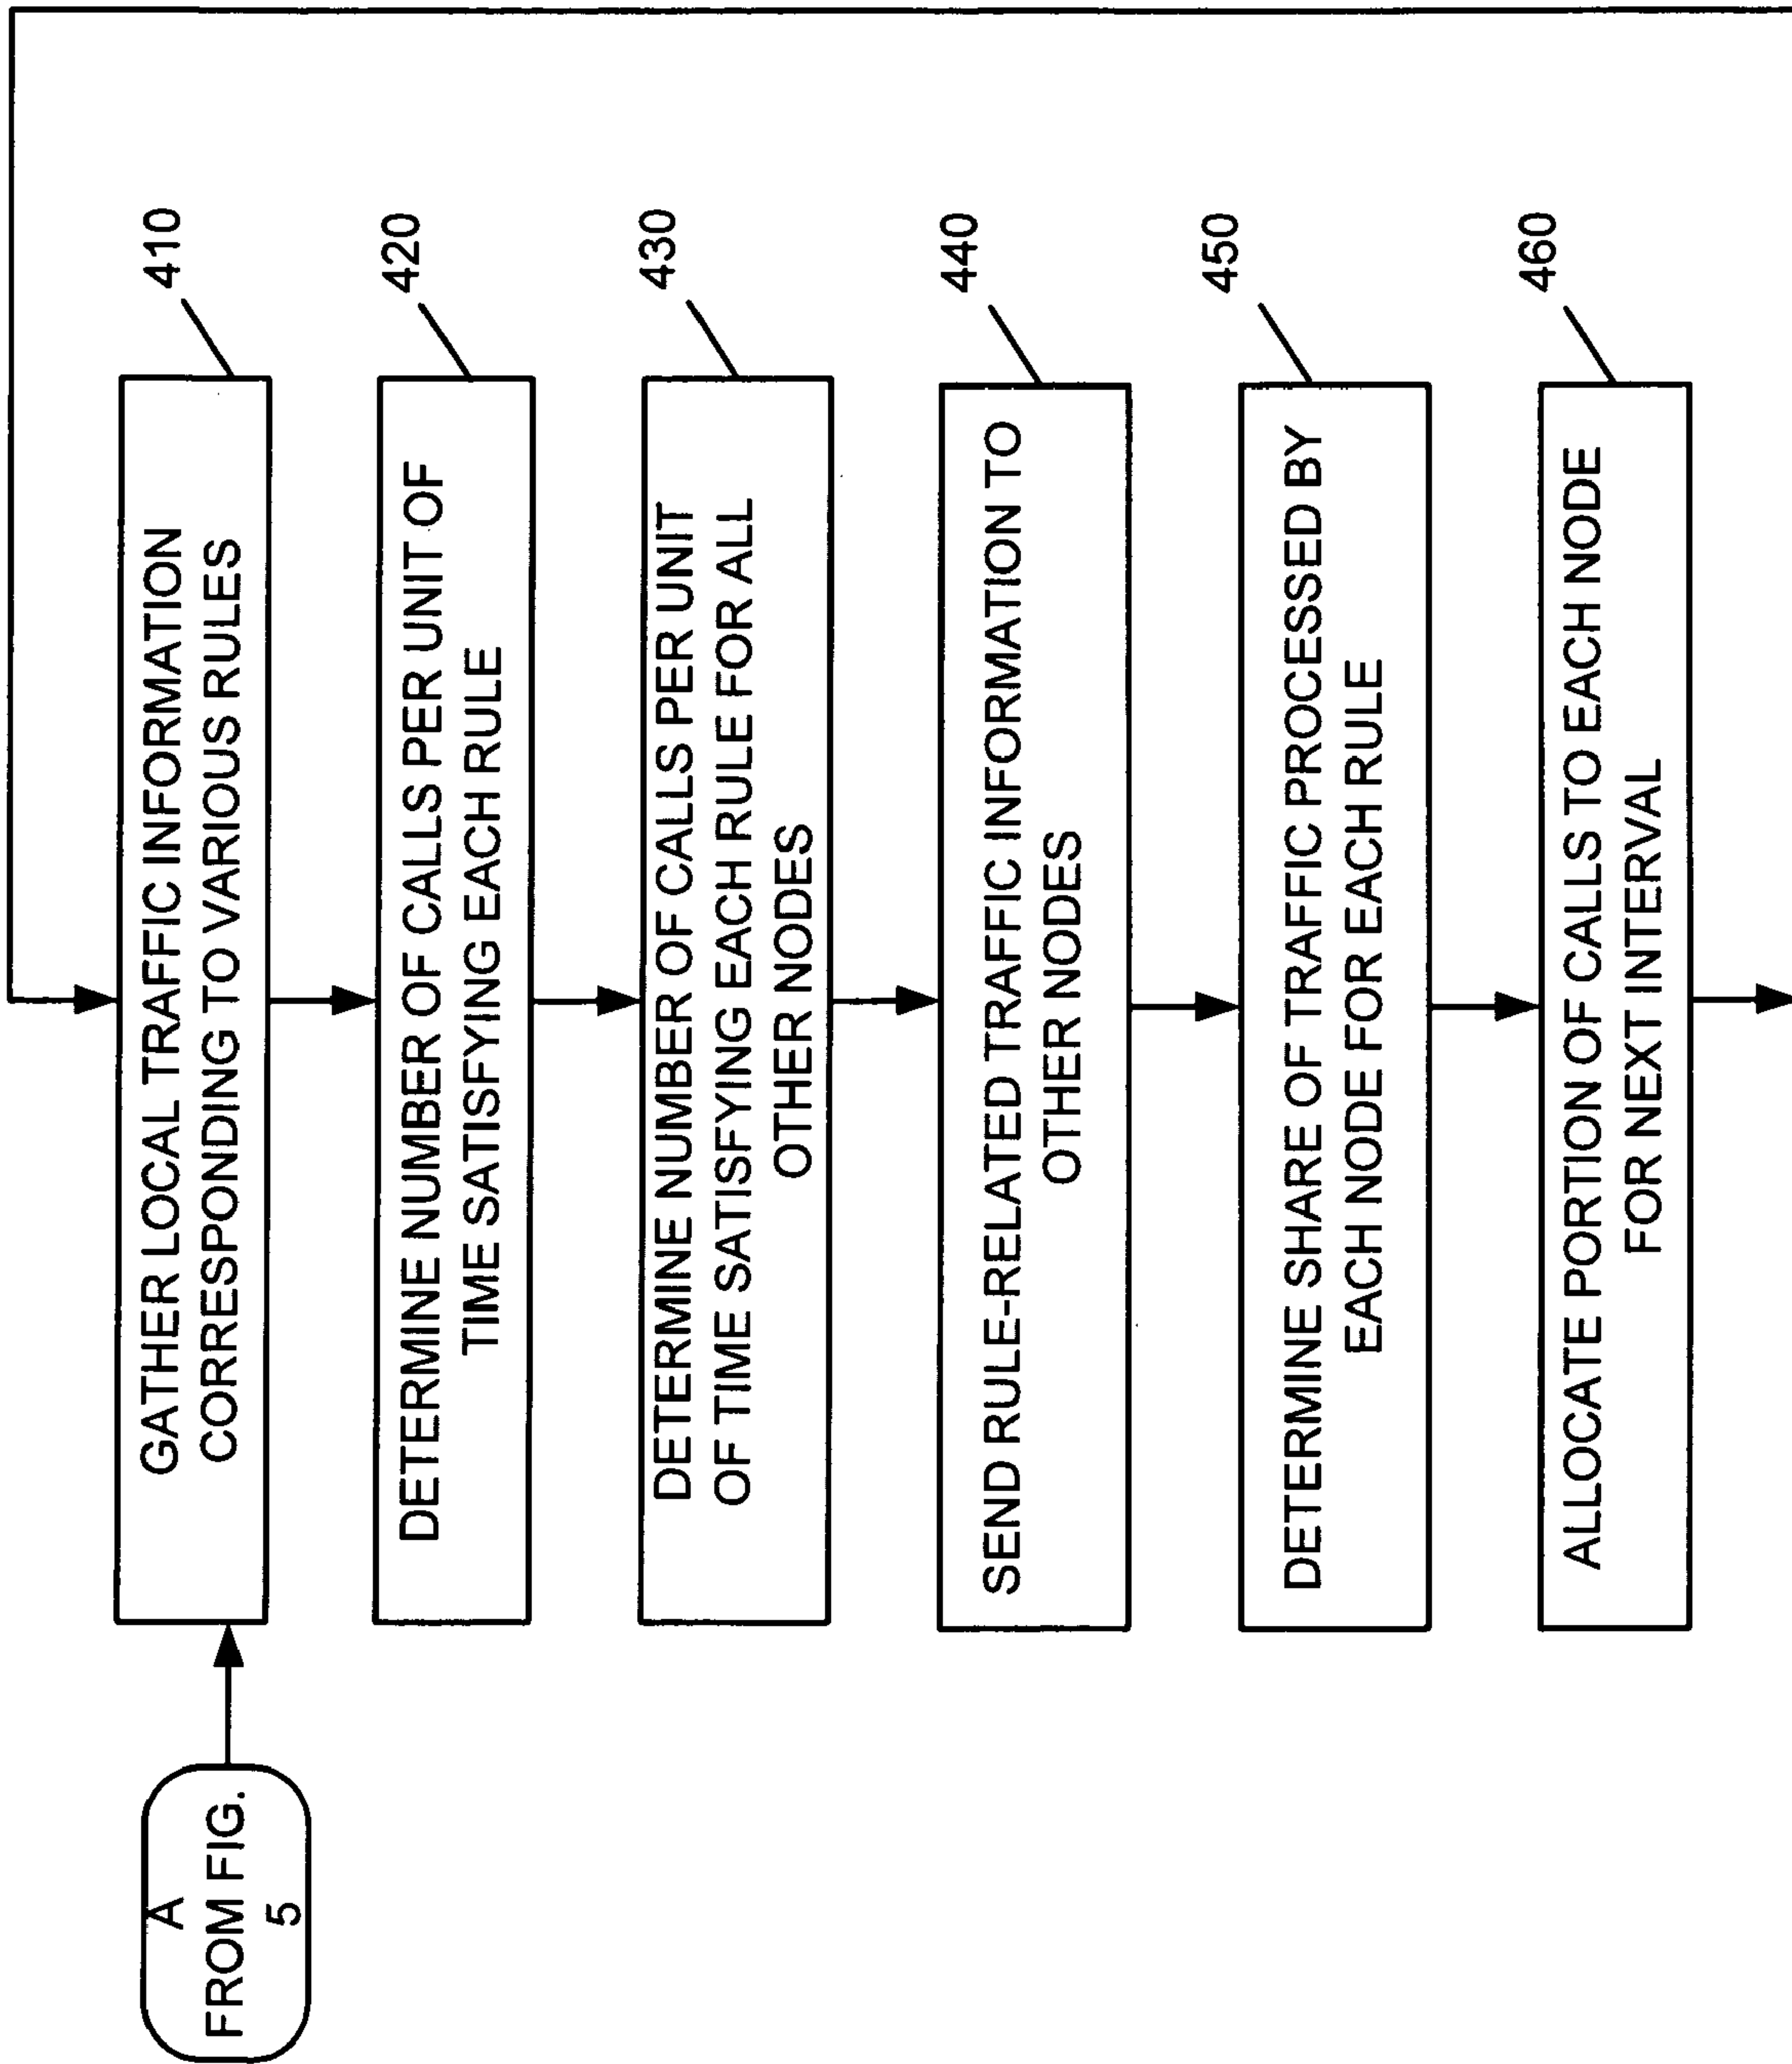 A
FROM FIG.
5
GATHER LOCAL TRAFFIC INFORMATION
CORRESPONDING TO VARIOUS RULES
410
DETERMINE NUMBER OF CALLS PER UNIT OF
TIME SATISFYING EACH RULE
420
DETERMINE NUMBER OF CALLS PER UNIT
OF TIME SATISFYING EACH RULE FOR ALL
OTHER NODES
430
SEND RULE-RELATED TRAFFIC INFORMATION TO
OTHER NODES
440
DETERMINE SHARE OF TRAFFIC PROCESSED BY
EACH NODE FOR EACH RULE
450
ALLOCATE PORTION OF CALLS TO EACH NODE
FOR NEXT INTERVAL
460